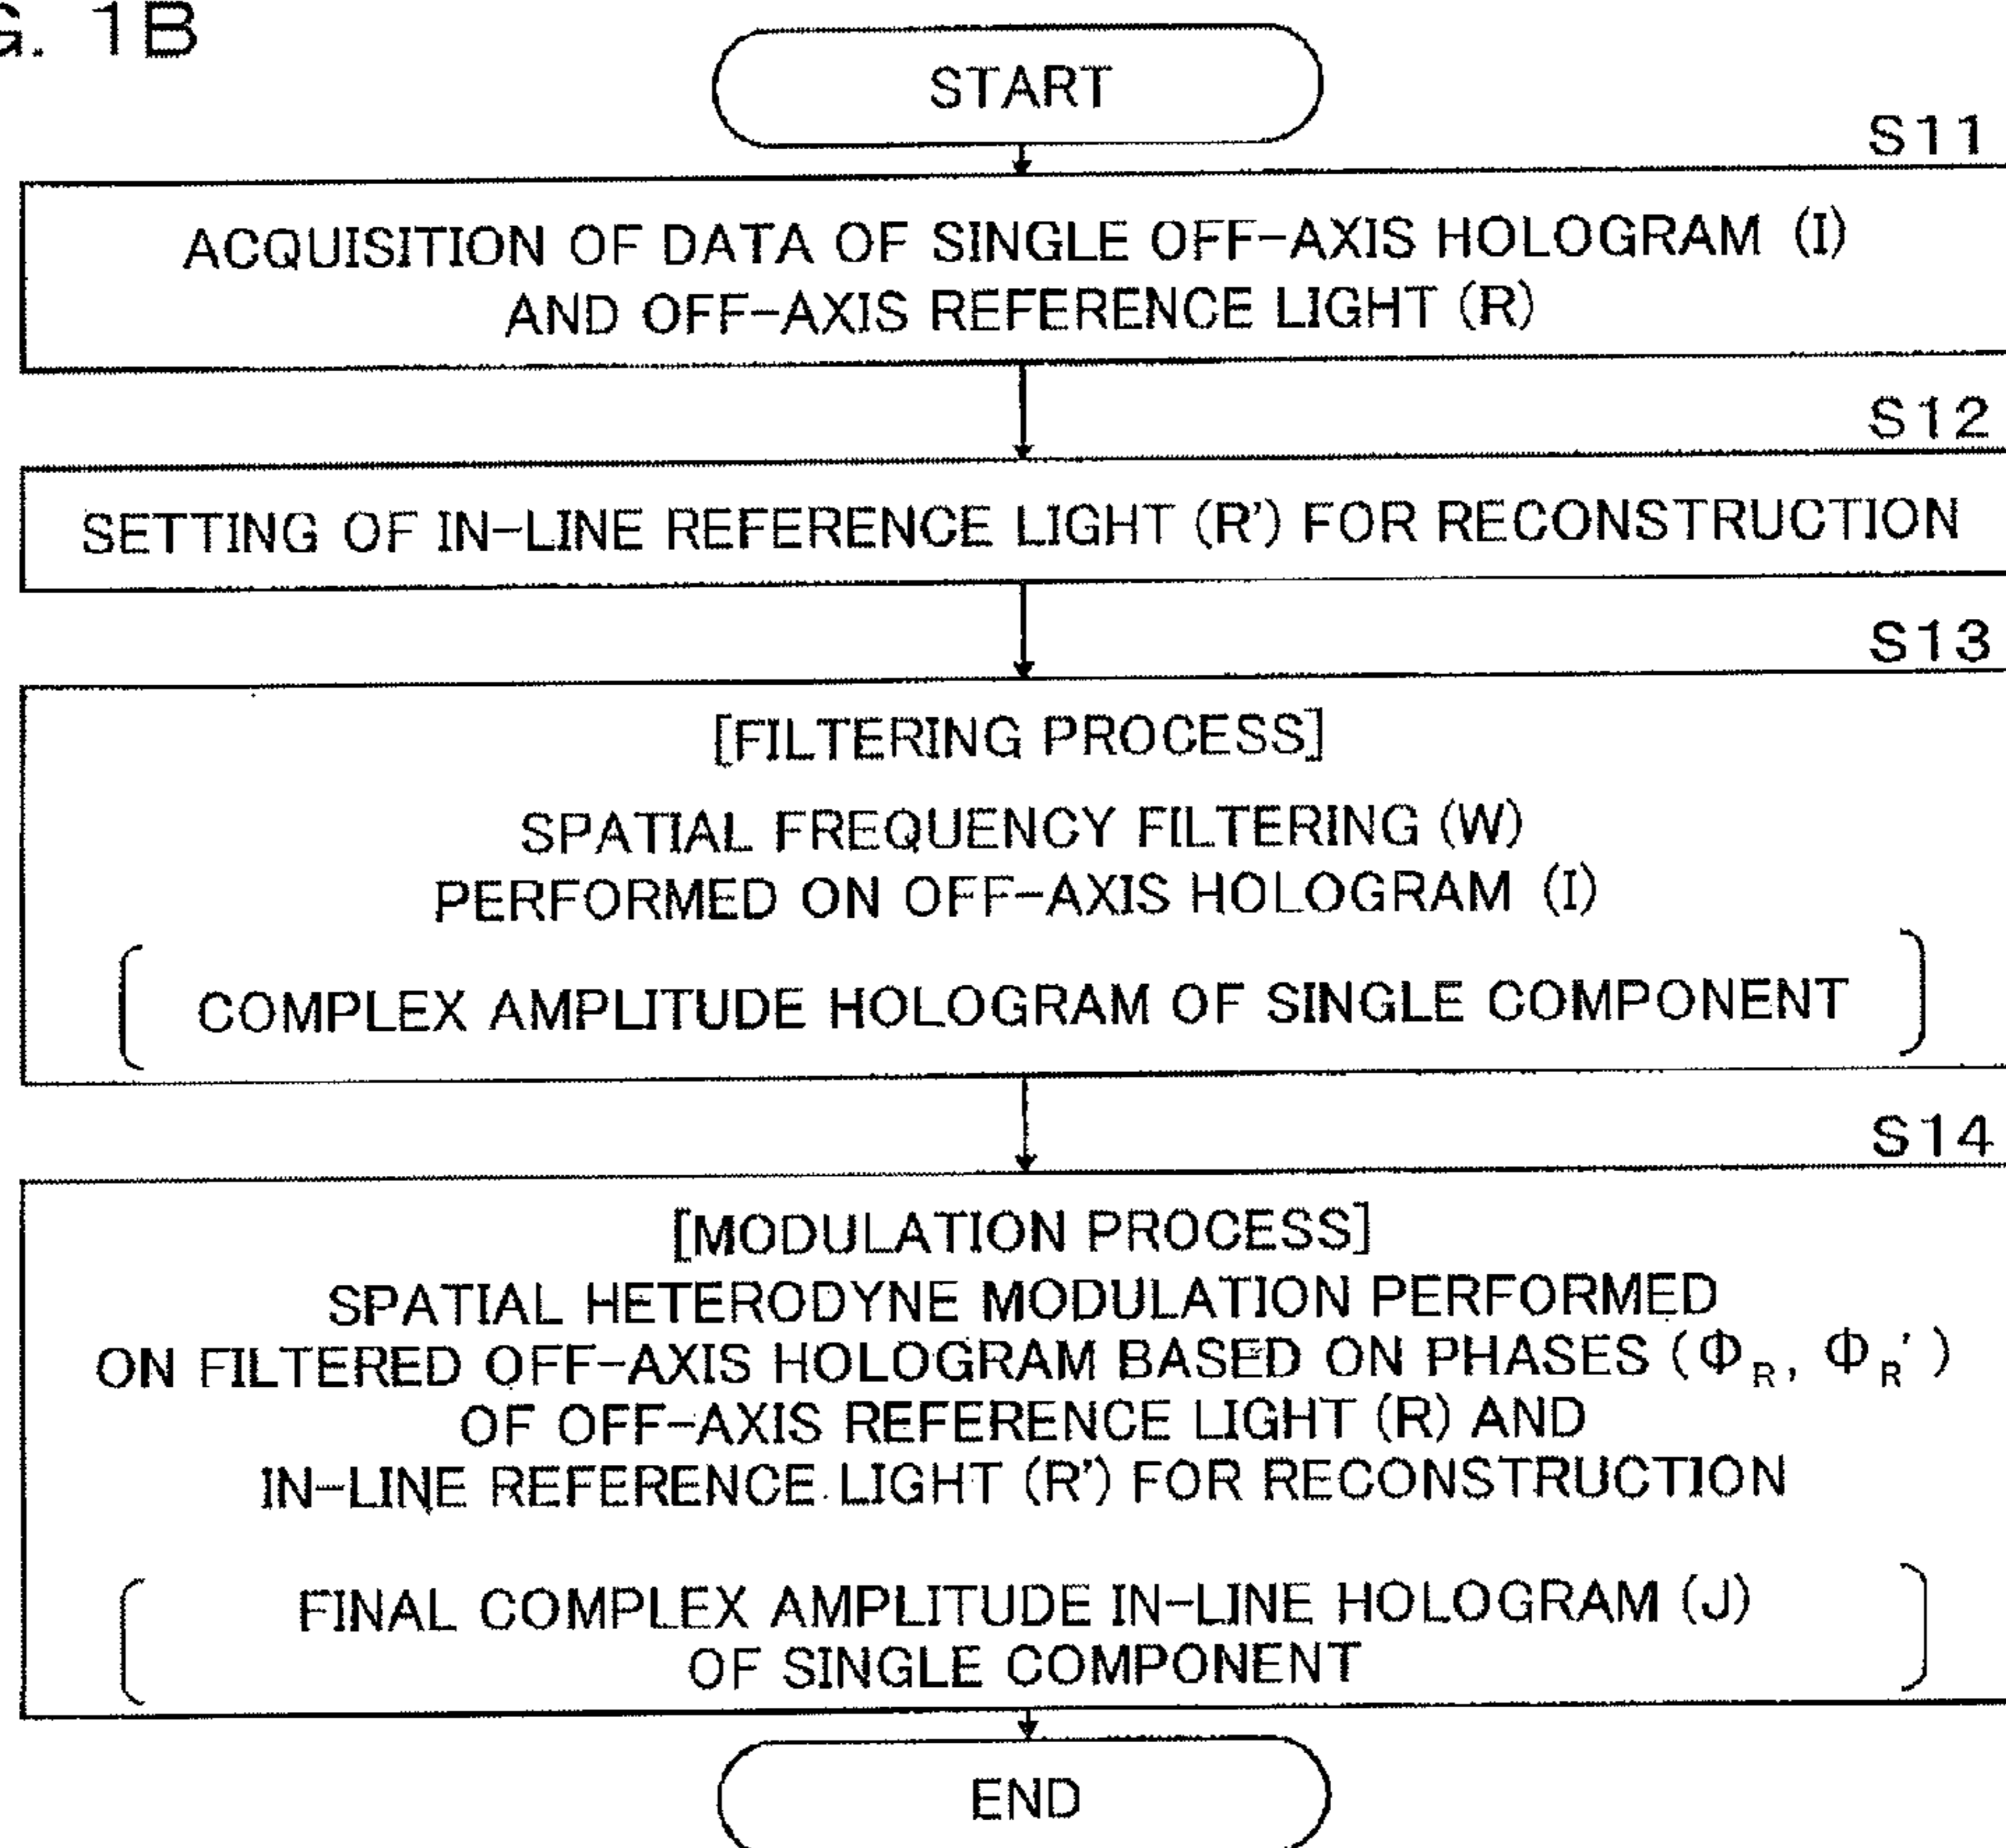 G. 1B
START
S11
ACQUISITION OF DATA OF SINGLE OFF-AXIS HOLOGRAM (I)
AND OFF-AXIS REFERENCE LIGHT (R)
S12
SETTING OF IN-LINE REFERENCE LIGHT (R') FOR RECONSTRUCTION
S13
[FILTERING PROCESS]
SPATIAL FREQUENCY FILTERING (W)
PERFORMED ON OFF-AXIS HOLOGRAM (I)
COMPLEX AMPLITUDE HOLOGRAM OF SINGLE COMPONENT
S14
[MODULATION PROCESS]
SPATIAL HETERODYNE MODULATION PERFORMED
ON FILTERED OFF-AXIS HOLOGRAM BASED ON PHASES (Φ_R, Φ_R')
OF OFF-AXIS REFERENCE LIGHT (R) AND
IN-LINE REFERENCE LIGHT (R') FOR RECONSTRUCTION
FINAL COMPLEX AMPLITUDE IN-LINE HOLOGRAM (J)
OF SINGLE COMPONENT
END